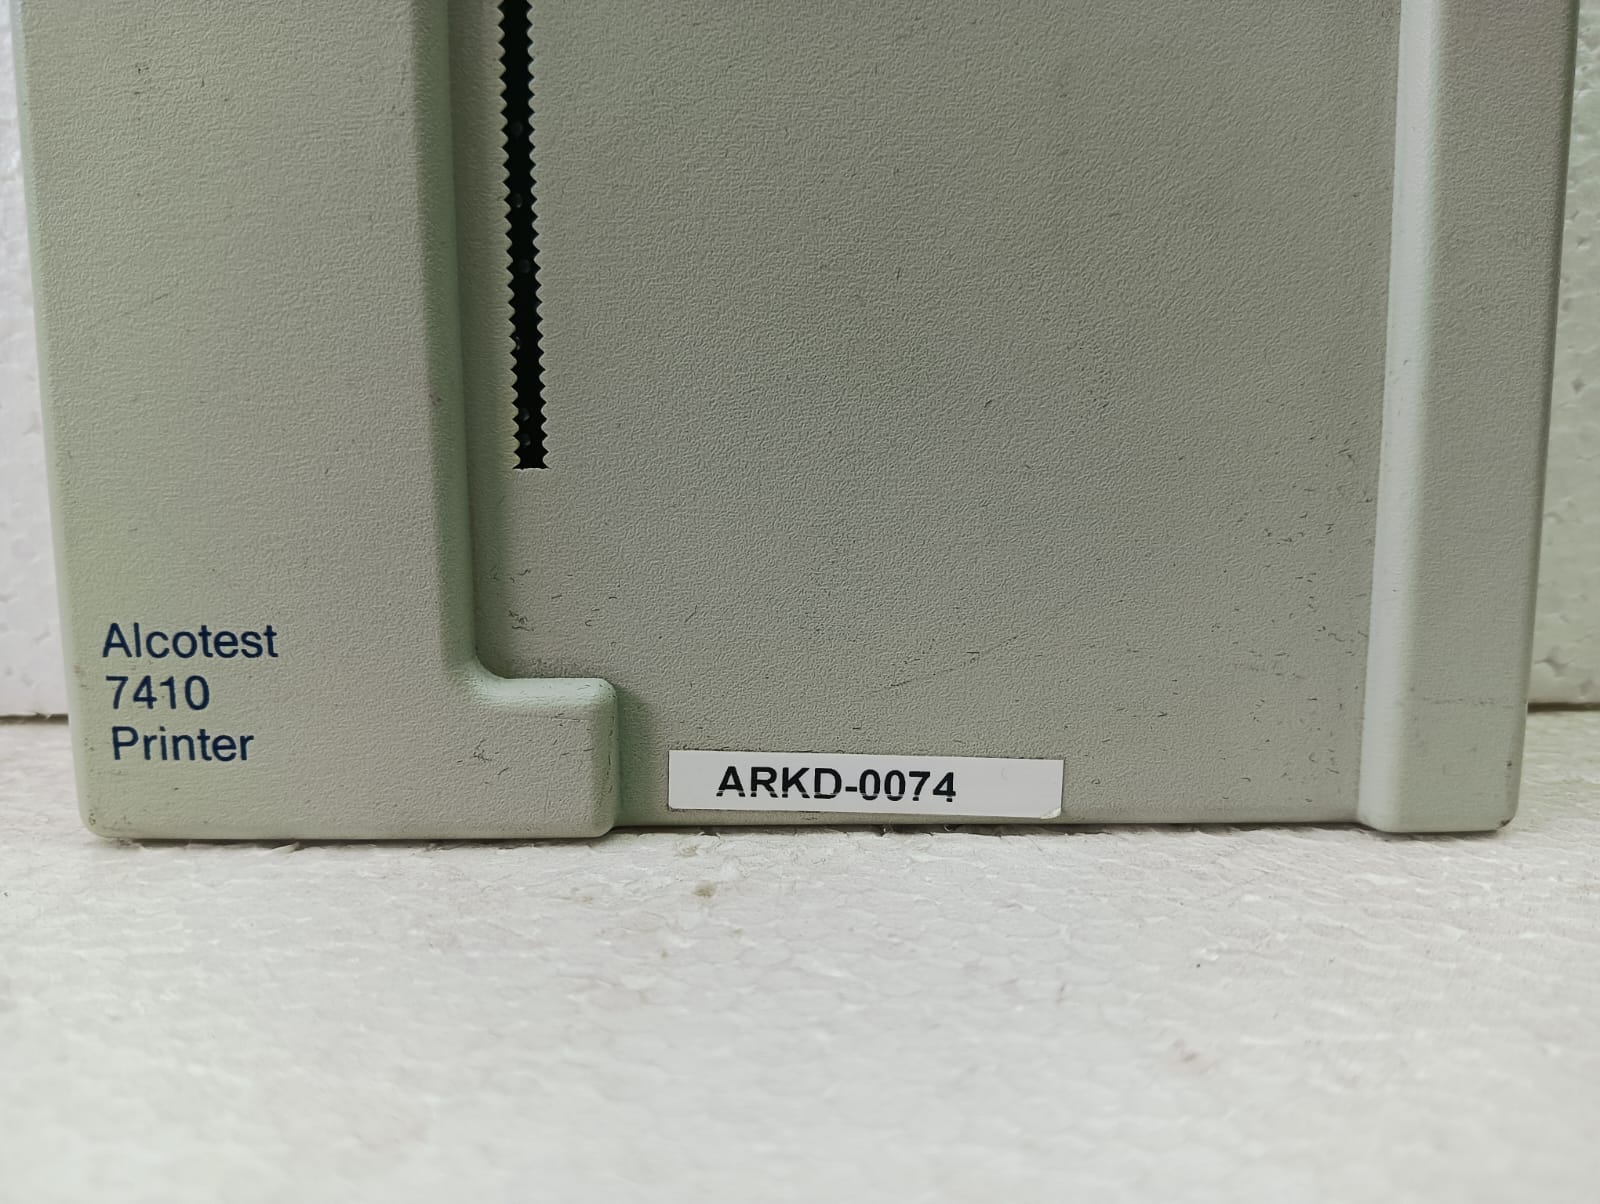 Alcotest
7410
Printer
ARKD-0074